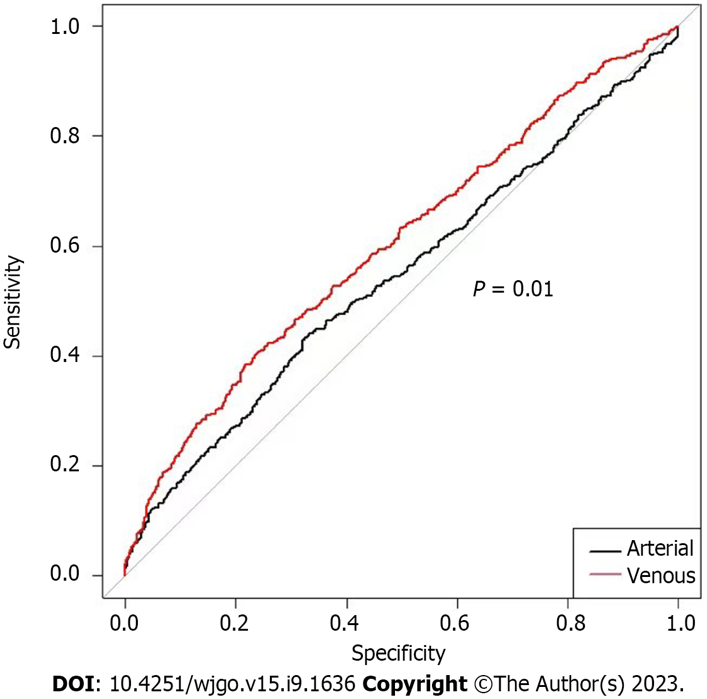 1.0
0.8
0.6
0.4
0.2
0.0
Sensitivity
P = 0.01
Arterial
Venous
0.0 0.2 0.4 0.6 0.8 1.0
Specificity
DOI: 10.4251/wjgo.v15.i9.1636 Copyright ©The Author(s) 2023.